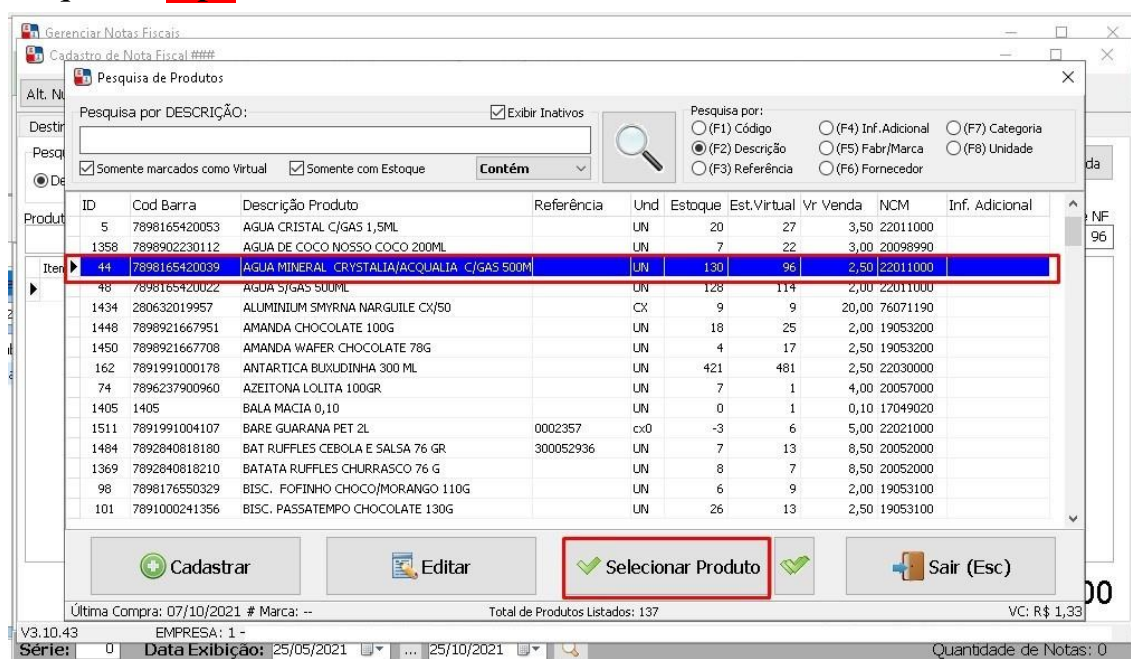 Gerenciar Notas Fiscais
Cadastro de Nota Fiscal ###
Pesquisa de Produtos
Alt. Nu
Destir
Pesqu
De
Produt
Iten
da
e NF
96
Pesquisa por DESCRIÇÃO:
Exibir Inativos
Somente marcados como Virtual
Somente com Estoque
Contém
Pesquisa por:
(F1) Código (F4) Inf.Adicional (F7) Categoria
(F2) Descrição (F5) Fabr/Marca (F8) Unidade
(F3) Referência (F6) Fornecedor
ID Cod Barra Descrição Produto Referência Und Estoque Est.Virtual Vr Venda NCM Inf. Adicional
5 7898165420053 AGUA CRISTAL C/GAS 1,5ML UN 20 27 3,50 22011000
1358 7898902230112 AGUA DE COCO NOSSO COCO 200ML UN 7 22 3,00 20098990
44 7898165420039 AGUA MINERAL CRYSTALIA/ACQUALIA C/GAS 500M UN 130 96 2,50 22011000
48 7898165420022 AGUA S/GAS 500ML UN 128 114 2,00 22011000
1434 280632019957 ALUMINIUM SMYRNA NARGUILE CX/50 CX 9 9 20,00 76071190
1448 7898921667951 AMANDA CHOCOLATE 100G UN 18 25 2,00 19053200
1450 7898921667708 AMANDA WAFER CHOCOLATE 78G UN 4 17 2,50 19053200
162 7891991000178 ANTARTICA BUXUDINHA 300 ML UN 421 481 2,50 22030000
74 7896237900960 AZEITONA LOLITA 100GR UN 7 1 4,00 20057000
1405 1405 BALA MACIA 0,10 UN 0 1 0,10 17049020
1511 7891991004107 BARE GUARANA PET 2L 0002357 cx0 -3 6 5,00 22021000
1484 7892840818180 BAT RUFFLES CEBOLA E SALSA 76 GR 300052936 UN 7 13 8,50 20052000
1369 7892840818210 BATATA RUFFLES CHURRASCO 76 G UN 8 7 8,50 20052000
98 7898176550329 BISC. FOFINHO CHOCO/MORANGO 110G UN 6 9 2,00 19053100
101 7891000241356 BISC. PASSATEMPO CHOCOLATE 130G UN 26 13 2,50 19053100
Cadastrar Editar Selecionar Produto Sair (Esc)
00
Última Compra: 07/10/2021 # Marca: -- Total de Produtos Listados: 137 VC: R$ 1,33
V3.10.43 EMPRESA: 1 -
Série: 0 Data Exibição: 25/05/2021 ... 25/10/2021 Quantidade de Notas: 0